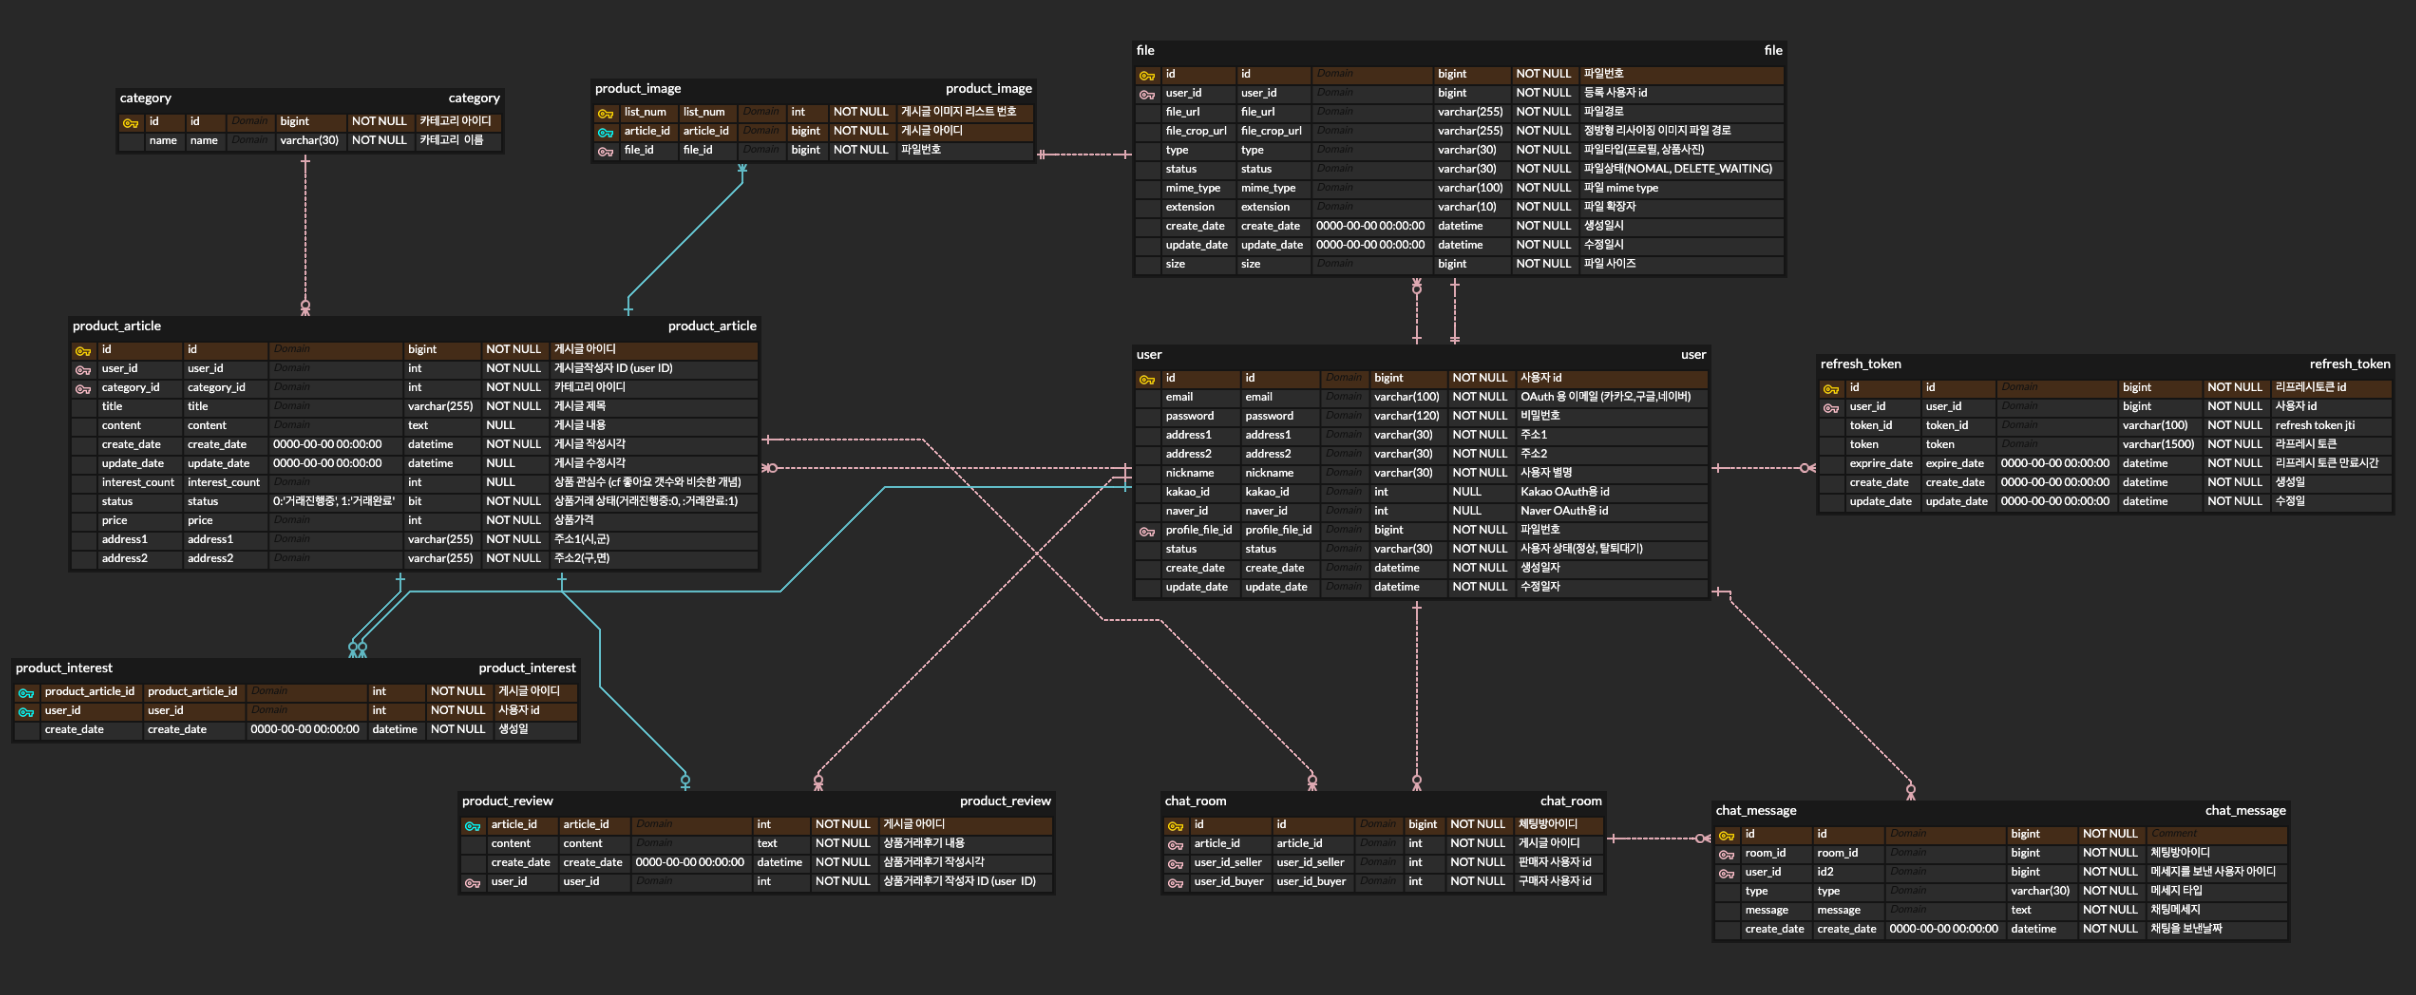 category category
id id Domain bigint NOT NULL 카테고리 아이디
name name Domain varchar(30) NOT NULL 카테고리 이름
product_image product_image
list_num list_num Domain int NOT NULL 게시글 이미지 리스트 번호
article_id article_id Domain bigint NOT NULL 게시글 아이디
file_id file_id Domain bigint NOT NULL 파일번호
file file
id id Domain bigint NOT NULL 파일번호
user_id user_id Domain bigint NOT NULL 등록 사용자 id
file_url file_url Domain varchar(255) NOT NULL 파일경로
file_crop_url file_crop_url Domain varchar(255) NOT NULL 정방형 리사이징 이미지 파일 경로
type type Domain varchar(30) NOT NULL 파일타입(프로필, 상품사진)
status status Domain varchar(30) NOT NULL 파일상태(NOMAL, DELETE_WAITING)
mime_type mime_type Domain varchar(100) NOT NULL 파일 mime type
extension extension Domain varchar(10) NOT NULL 파일 확장자
create_date create_date 0000-00-00 00:00:00 datetime NOT NULL 생성일시
update_date update_date 0000-00-00 00:00:00 datetime NOT NULL 수정일시
size size Domain bigint NOT NULL 파일 사이즈
product_article product_article
id id Domain bigint NOT NULL 게시글 아이디
user_id user_id Domain int NOT NULL 게시글작성자 ID (user ID)
category_id category_id Domain int NOT NULL 카테고리 아이디
title title Domain varchar(255) NOT NULL 게시글 제목
content content Domain text NULL 게시글 내용
create_date create_date 0000-00-00 00:00:00 datetime NOT NULL 게시글 작성시각
update_date update_date 0000-00-00 00:00:00 datetime NULL 게시글 수정시각
interest_count interest_count Domain int NULL 상품 관심수 (cf 좋아요 갯수와 비슷한 개념)
status status 0:'거래진행중', 1:'거래완료' bit NOT NULL 상품거래 상태(거래진행중:0, :거래완료:1)
price price Domain int NOT NULL 상품가격
address1 address1 Domain varchar(255) NOT NULL 주소1(시,군)
address2 address2 Domain varchar(255) NOT NULL 주소2(구,면)
user user
id id Domain bigint NOT NULL 사용자 id
email email Domain varchar(100) NOT NULL OAuth 용 이메일 (카카오,구글,네이버)
password password Domain varchar(120) NOT NULL 비밀번호
address1 address1 Domain varchar(30) NOT NULL 주소1
address2 address2 Domain varchar(30) NOT NULL 주소2
nickname nickname Domain varchar(30) NOT NULL 사용자 별명
kakao_id kakao_id Domain int NULL Kakao OAuth용 id
naver_id naver_id Domain int NULL Naver OAuth용 id
profile_file_id profile_file_id Domain bigint NOT NULL 파일번호
status status Domain varchar(30) NOT NULL 사용자 상태(정상, 탈퇴대기)
create_date create_date Domain datetime NOT NULL 생성일자
update_date update_date Domain datetime NOT NULL 수정일자
refresh_token refresh_token
id id Domain bigint NOT NULL 리프레시토큰 id
user_id user_id Domain bigint NOT NULL 사용자 id
token_id token_id Domain varchar(100) NOT NULL refresh token jti
token token Domain varchar(1500) NOT NULL 라프레시 토큰
exprire_date expire_date 0000-00-00 00:00:00 datetime NOT NULL 리프레시 토큰 만료시간
create_date create_date 0000-00-00 00:00:00 datetime NOT NULL 생성일
update_date update_date 0000-00-00 00:00:00 datetime NOT NULL 수정일
product_interest product_interest
product_article_id product_article_id Domain int NOT NULL 게시글 아이디
user_id user_id Domain int NOT NULL 사용자 id
create_date create_date 0000-00-00 00:00:00 datetime NOT NULL 생성일
product_review product_review
article_id article_id Domain int NOT NULL 게시글 아이디
content content Domain text NOT NULL 상품거래후기 내용
create_date create_date 0000-00-00 00:00:00 datetime NOT NULL 상품거래후기 작성시각
user_id user_id Domain int NOT NULL 상품거래후기 작성자 ID (user ID)
chat_room chat_room
id id Domain bigint NOT NULL 체팅방아이디
article_id article_id Domain int NOT NULL 게시글 아이디
user_id_seller user_id_seller Domain int NOT NULL 판매자 사용자 id
user_id_buyer user_id_buyer Domain int NOT NULL 구매자 사용자 id
chat_message chat_message
id id Domain bigint NOT NULL Comment
room_id room_id Domain bigint NOT NULL 체팅방아이디
user_id id2 Domain bigint NOT NULL 메세지를 보낸 사용자 아이디
type type Domain varchar(30) NOT NULL 메세지 타입
message message Domain text NOT NULL 채팅메세지
create_date create_date 0000-00-00 00:00:00 datetime NOT NULL 채팅을 보낸날짜